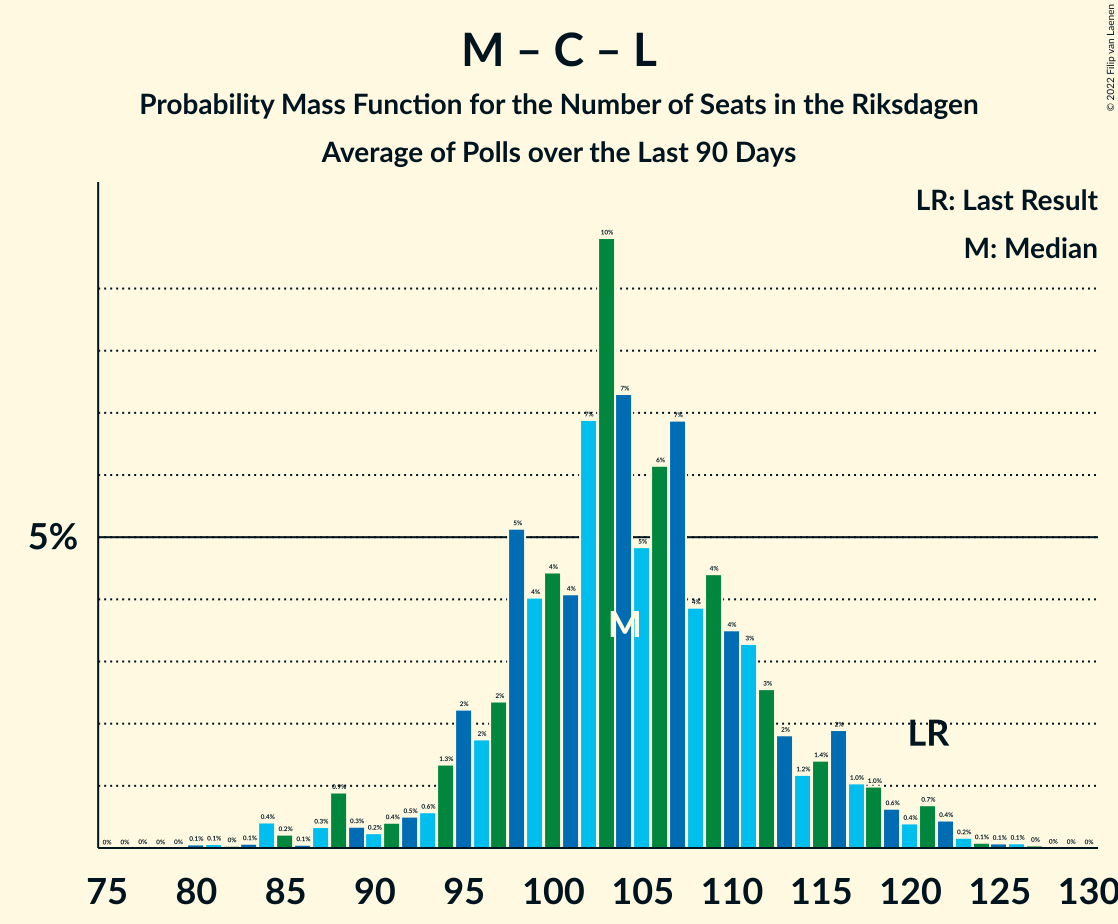 M – C – L
Probability Mass Function for the Number of Seats in the Riksdagen
Average of Polls over the Last 90 Days
© 2022 Filip van Laenen
LR: Last Result
M: Median
5%
0% 0% 0% 0% 0% 0.1% 0.1% 0% 0.1% 0.4% 0.2% 0.1% 0.3% 0.9% 0.3% 0.2% 0.4% 0.5% 0.6% 1.3% 2% 2% 2% 5% 4% 4% 4% 7% 10% 7% 5% 6% 7% 4% 4% 4% 3% 3% 2% 1.2% 1.4% 2% 1.0% 1.0% 0.6% 0.4% 0.7% 0.4% 0.2% 0.1% 0.1% 0.1% 0% 0% 0% 0%
M
LR
75 80 85 90 95 100 105 110 115 120 125 130